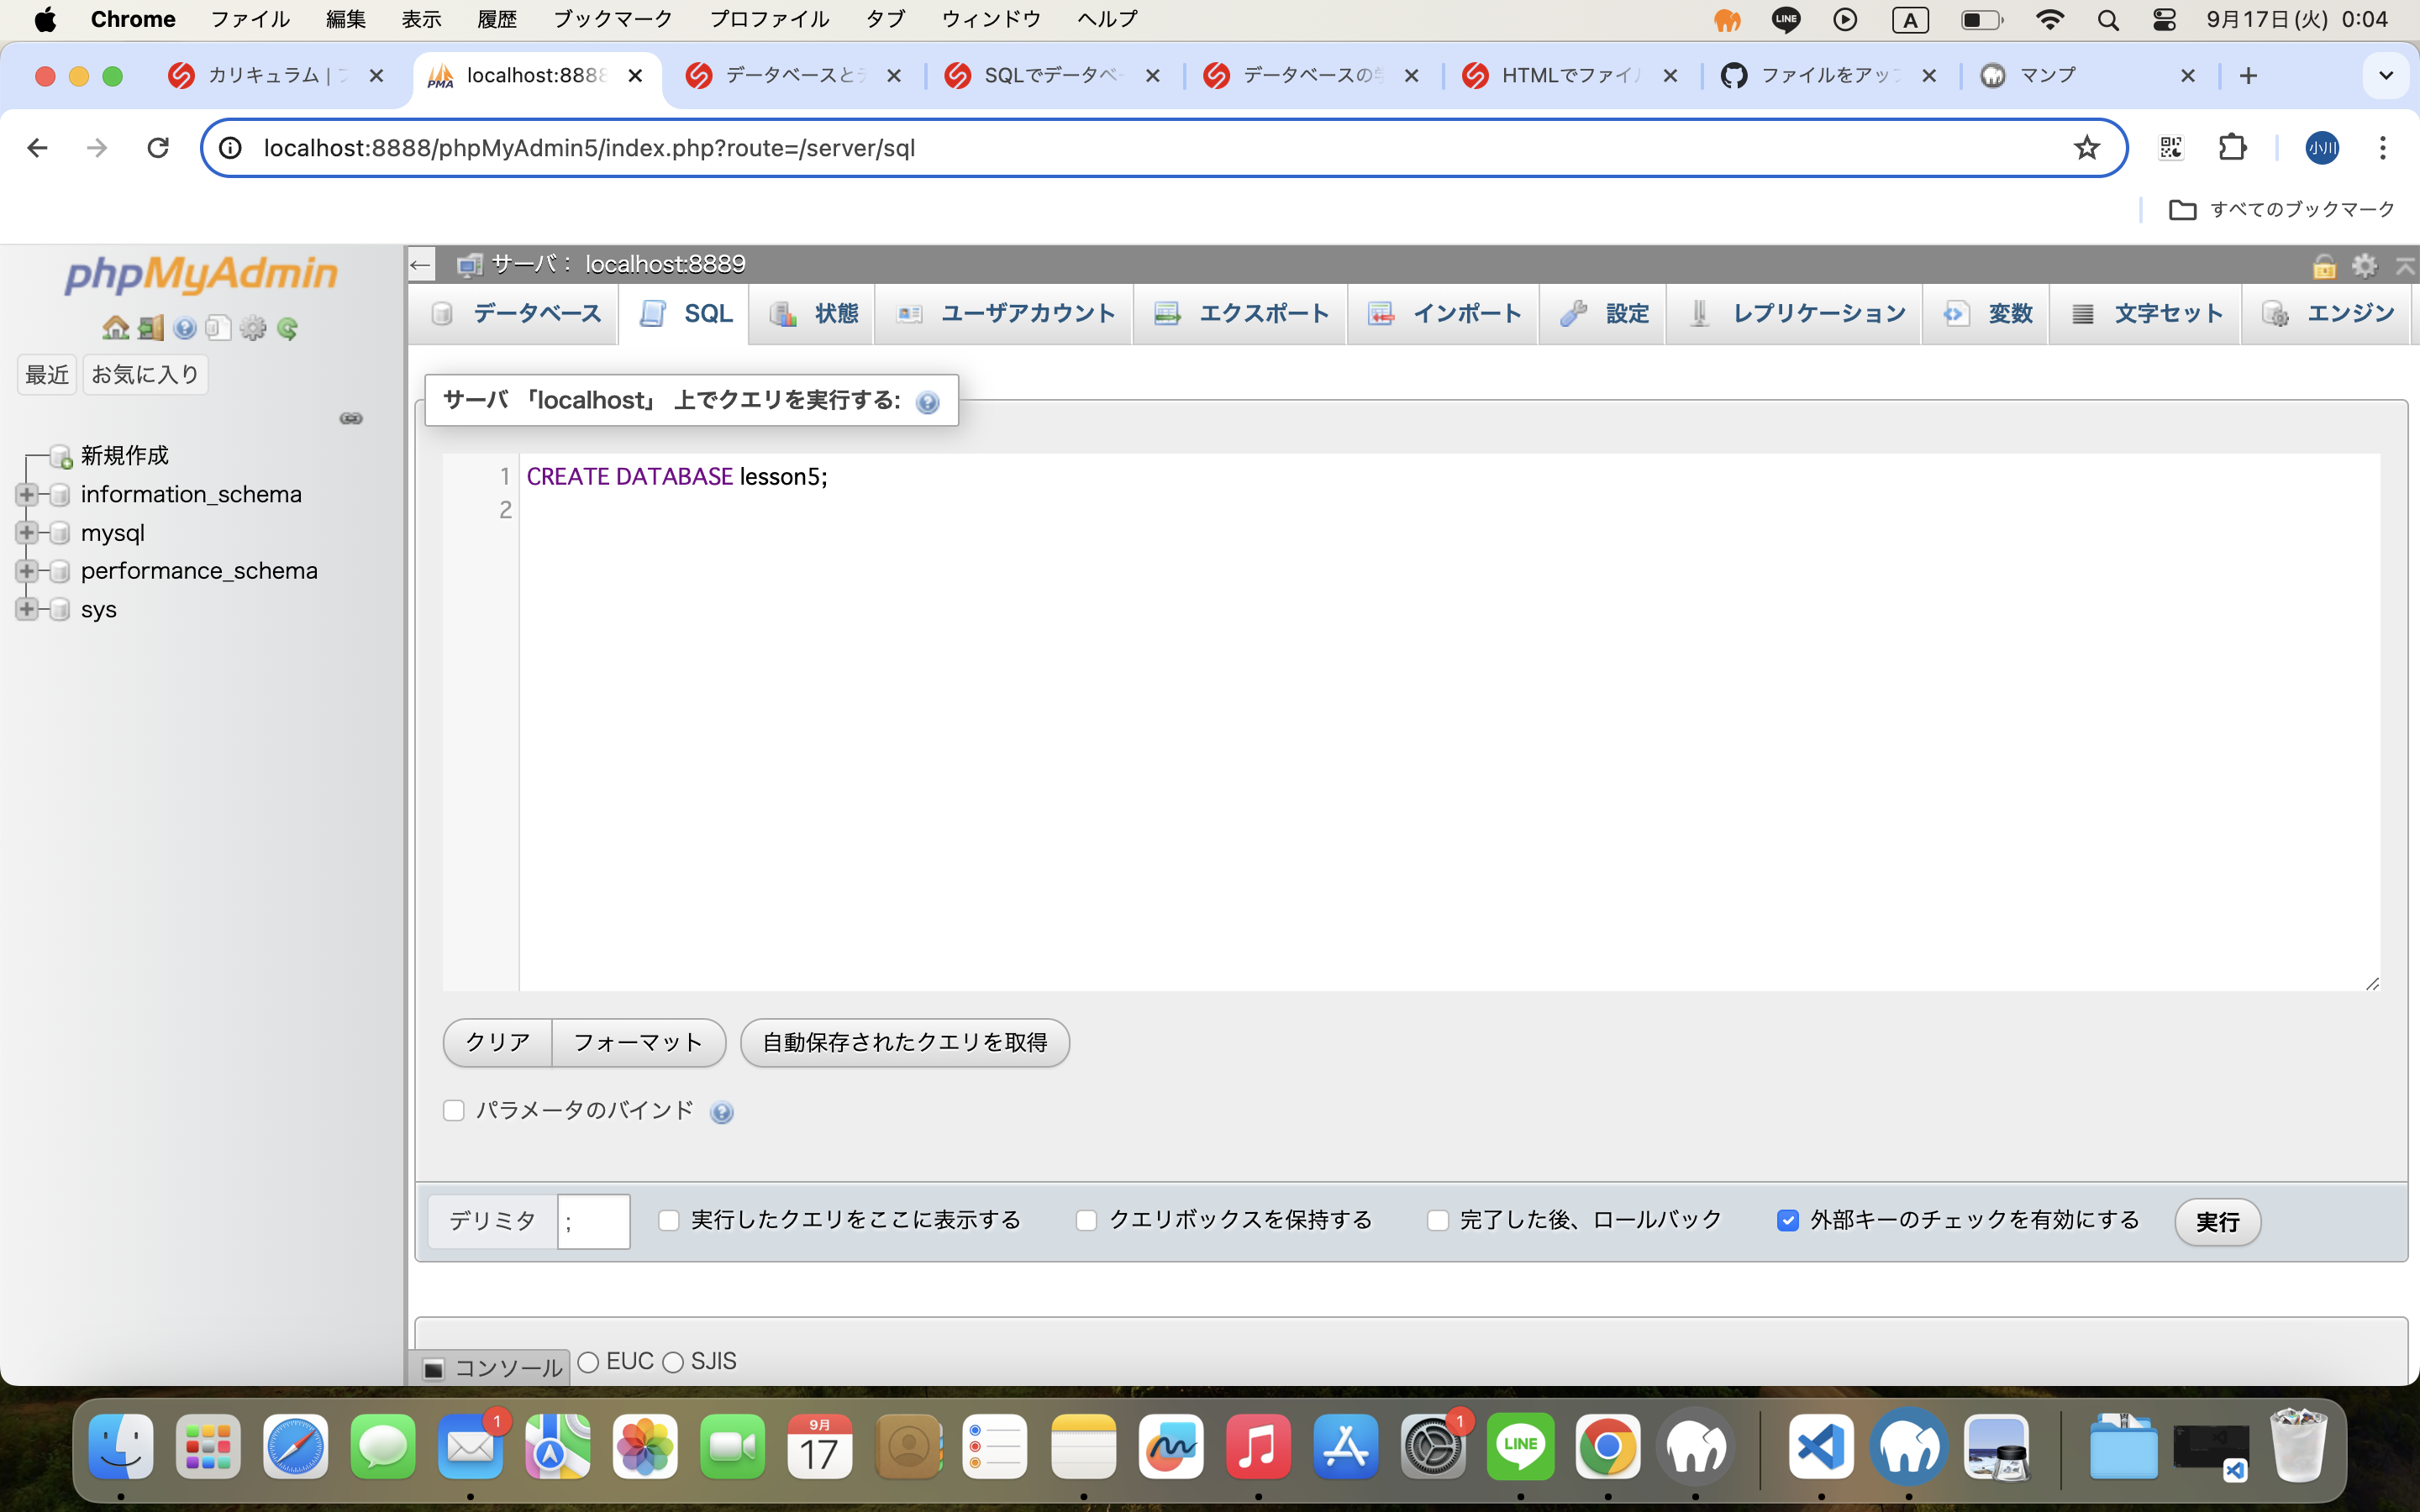 Chrome ファイル 編集 表示 履歴 ブックマーク プロファイル タブ ウィンドウ ヘルプ LINE A 9月17日(火) 0:04
カリキュラム | PMA localhost:8888 データベースと SQLでデータベ データベースの HTMLでファイル ファイルをアップ マンプ
localhost:8888/phpMyAdmin5/index.php?route=/server/sql 小川
すべてのブックマーク
phpMyAdmin
最近 お気に入り
新規作成
information_schema
mysql
performance_schema
sys
サーバ: localhost:8889
データベース SQL 状態 ユーザアカウント エクスポート インポート 設定 レプリケーション 変数 文字セット エンジン
サーバ 「localhost」 上でクエリを実行する:
1 CREATE DATABASE lesson5;
2
クリア フォーマット 自動保存されたクエリを取得
パラメータのバインド
デリミタ ; 実行したクエリをここに表示する クエリボックスを保持する 完了した後、ロールバック 外部キーのチェックを有効にする 実行
コンソール EUC SJIS
1 9月 17 1 LINE